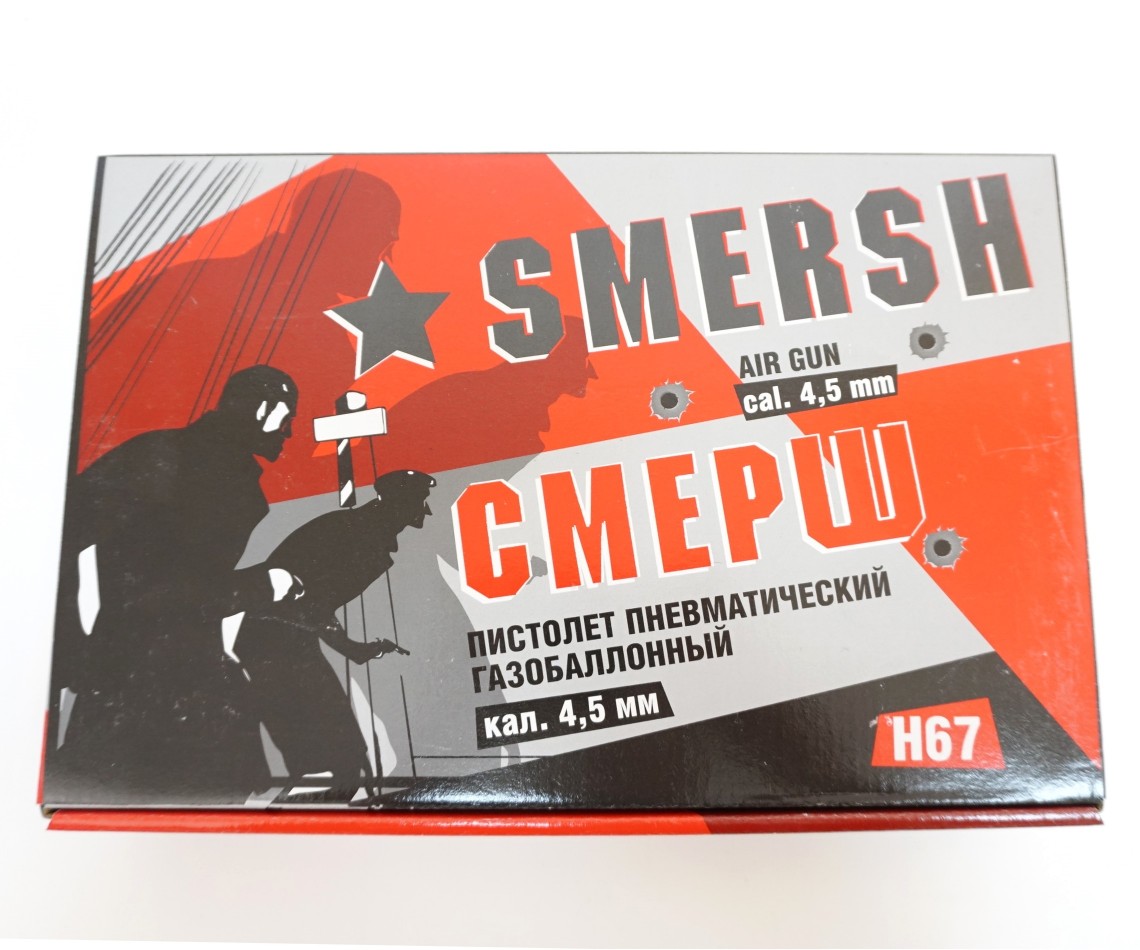 SMERSH
AIR GUN
cal. 4,5 mm
СМЕРШ
ПИСТОЛЕТ ПНЕВМАТИЧЕСКИЙ
ГАЗОБАЛЛОННЫЙ
кал. 4,5 мм
H67